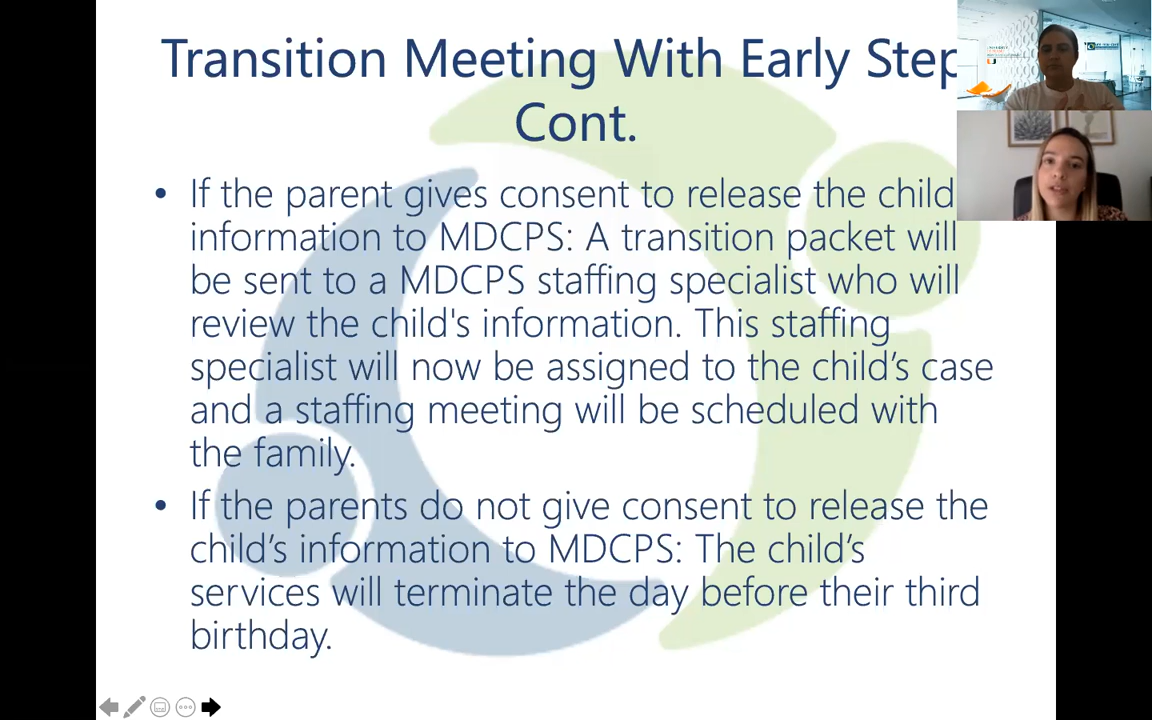 Transition Meeting With Early Step
Cont.
• If the parent gives consent to release the child
information to MDCPS: A transition packet will
be sent to a MDCPS staffing specialist who will
review the child's information. This staffing
specialist will now be assigned to the child’s case
and a staffing meeting will be scheduled with
the family.
• If the parents do not give consent to release the
child’s information to MDCPS: The child’s
services will terminate the day before their third
birthday.